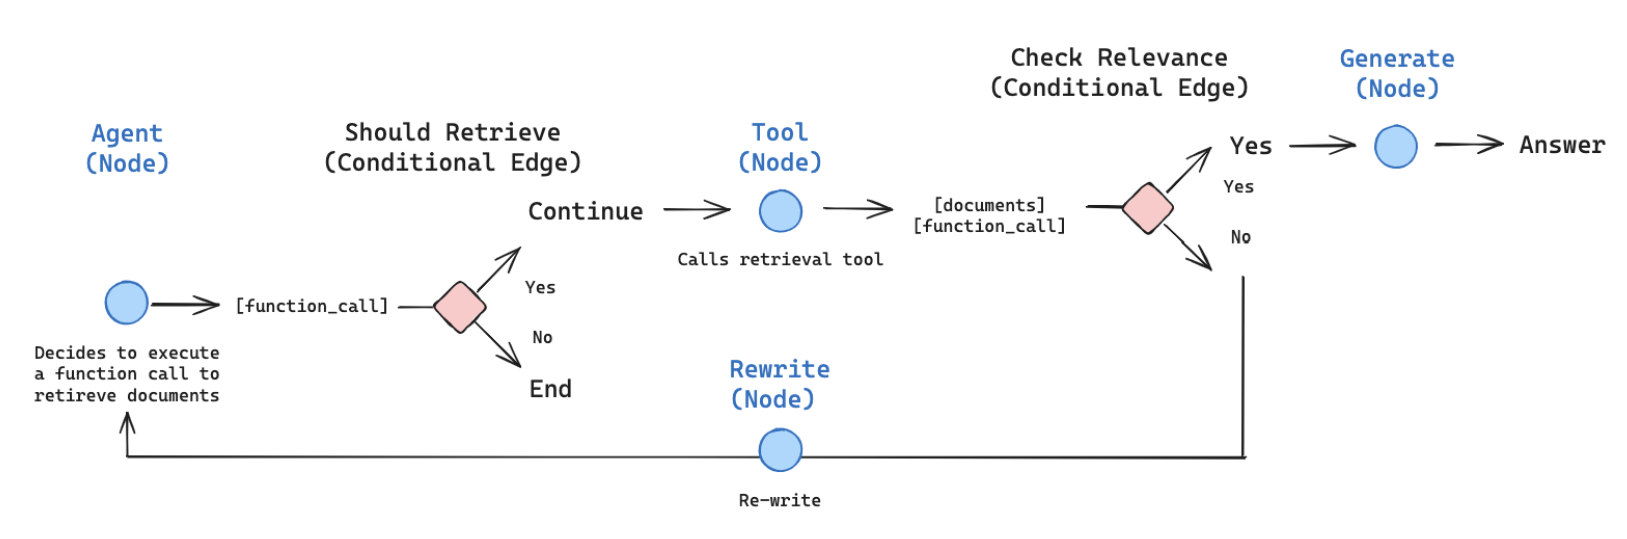 Check Relevance
(Conditional Edge)
Generate
(Node)
Agent
(Node)
Should Retrieve
(Conditional Edge)
Tool
(Node)
Yes
Answer
Yes
No
Continue
[documents]
[function_call]
Calls retrieval tool
[function_call]
Yes
No
End
Decides to execute
a function call to
retireve documents
Rewrite
(Node)
Re-write